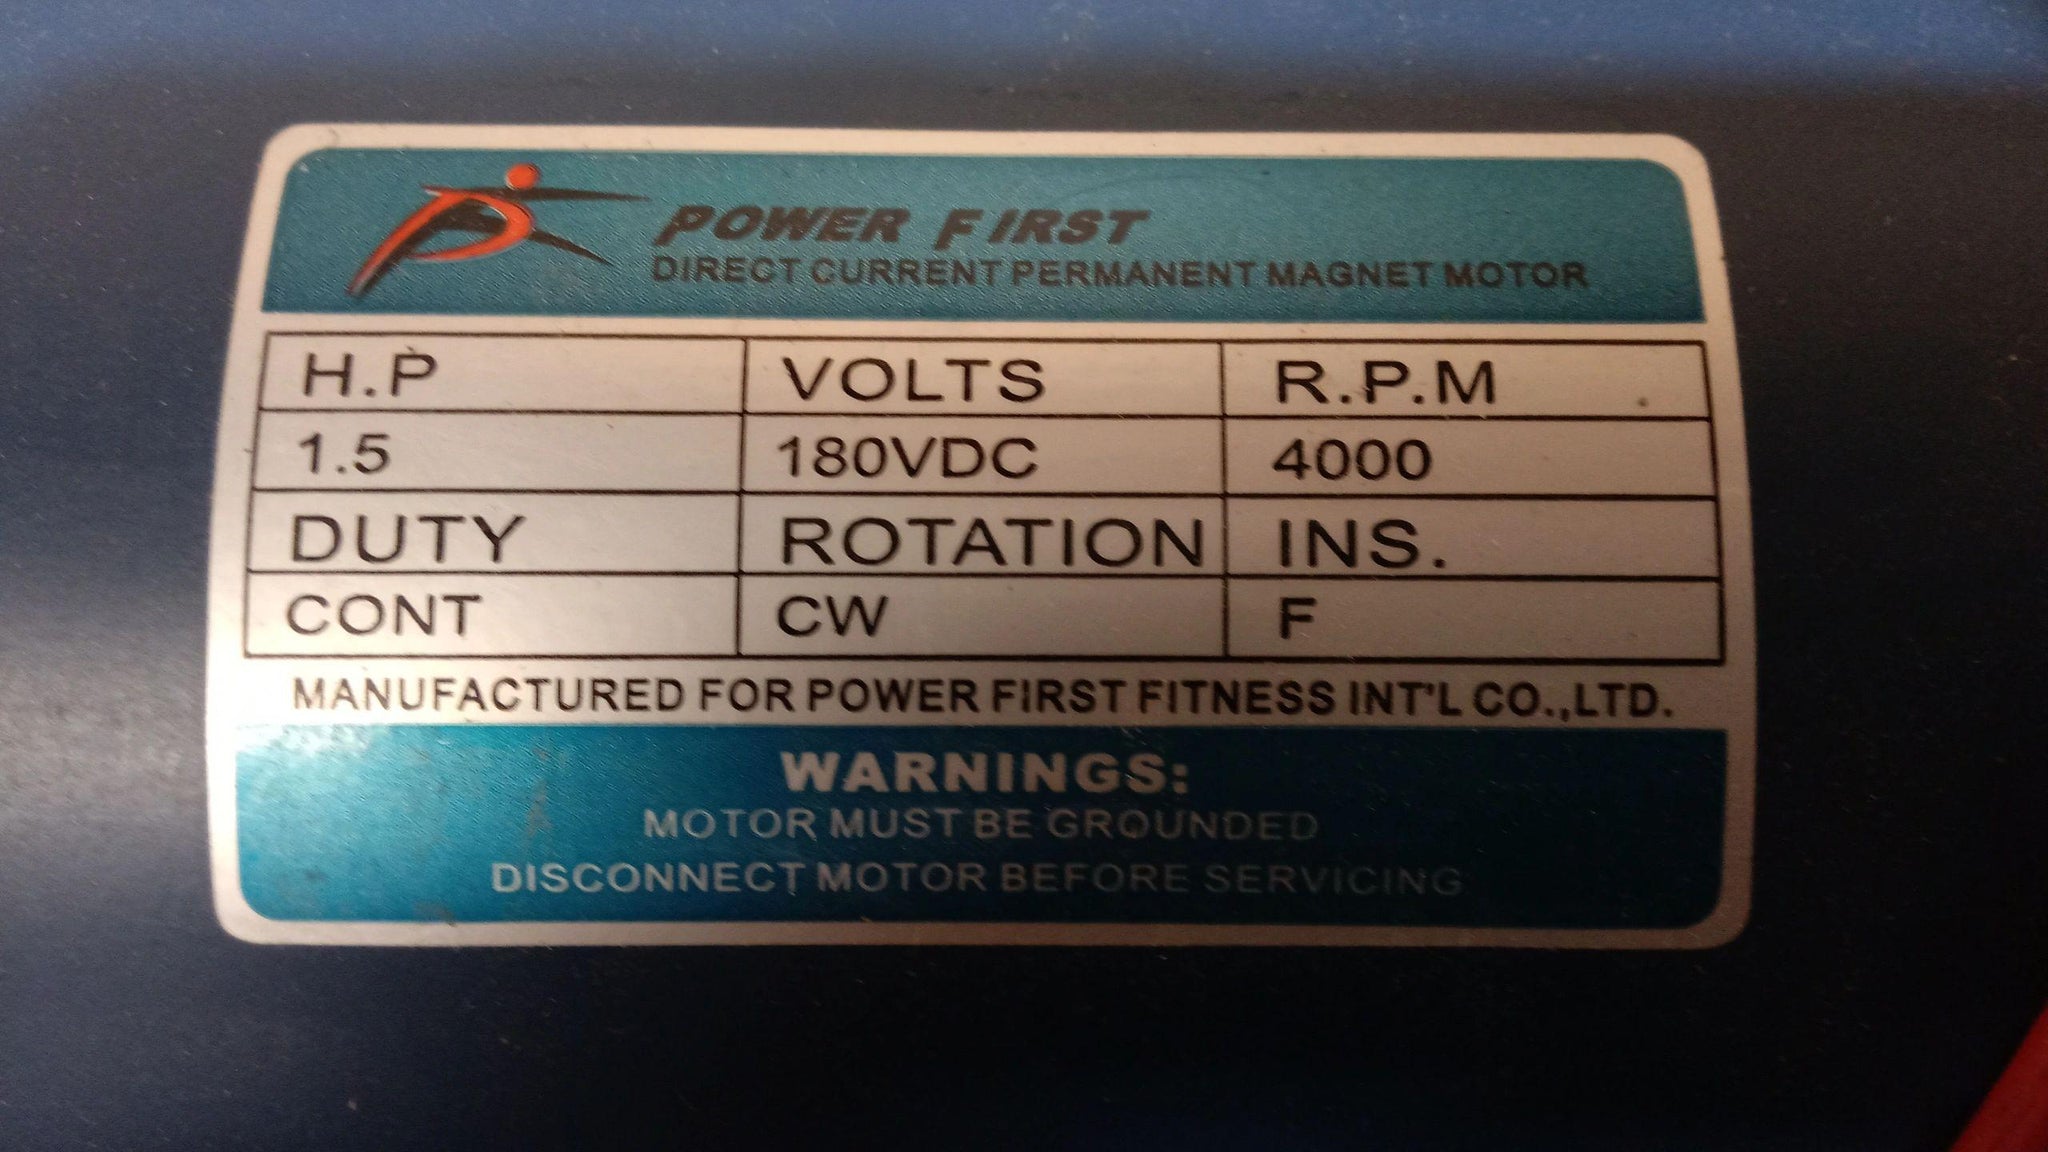 POWER FIRST
DIRECT CURRENT PERMANENT MAGNET MOTOR
H.P VOLTS R.P.M
1.5 180VDC 4000
DUTY ROTATION INS.
CONT CW F
MANUFACTURED FOR POWER FIRST FITNESS INT'L CO.,LTD.
WARNINGS:
MOTOR MUST BE GROUNDED
DISCONNECT MOTOR BEFORE SERVICING